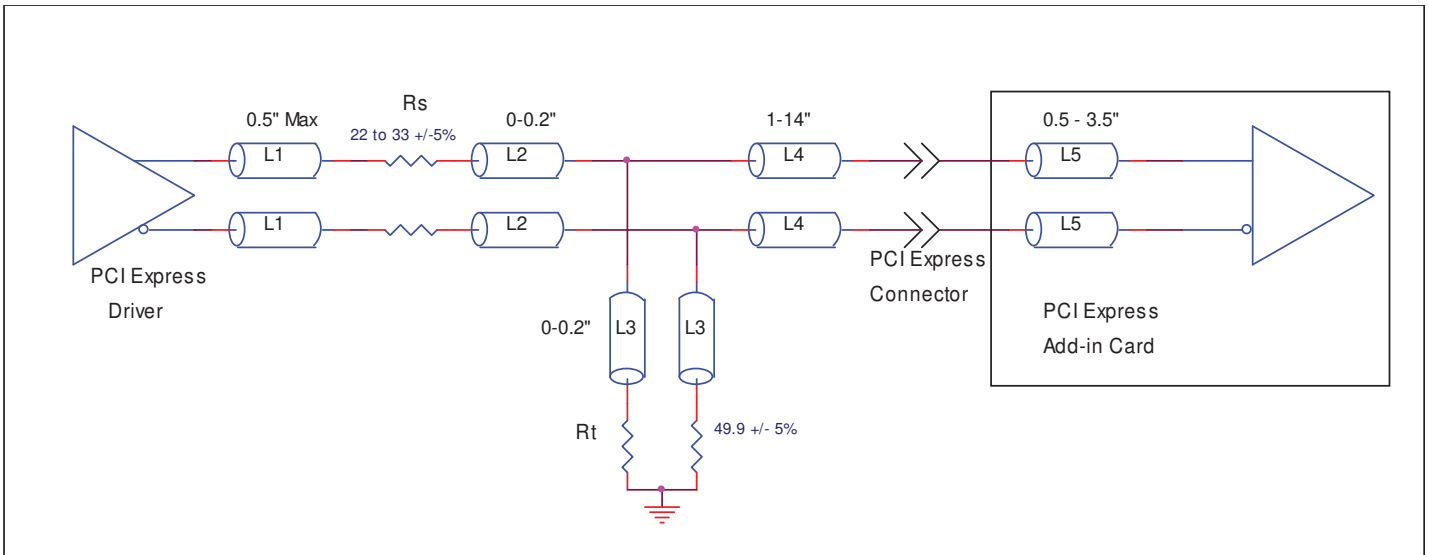 Rs
0.5" Max
22 to 33 +/-5%
0-0.2"
1-14"
0.5 - 3.5"
L1
L2
L4
L5
L1
L2
L4
L5
PCI Express
Driver
PCI Express
Connector
PCI Express
Add-in Card
0-0.2"
L3
L3
Rt
49.9 +/- 5%